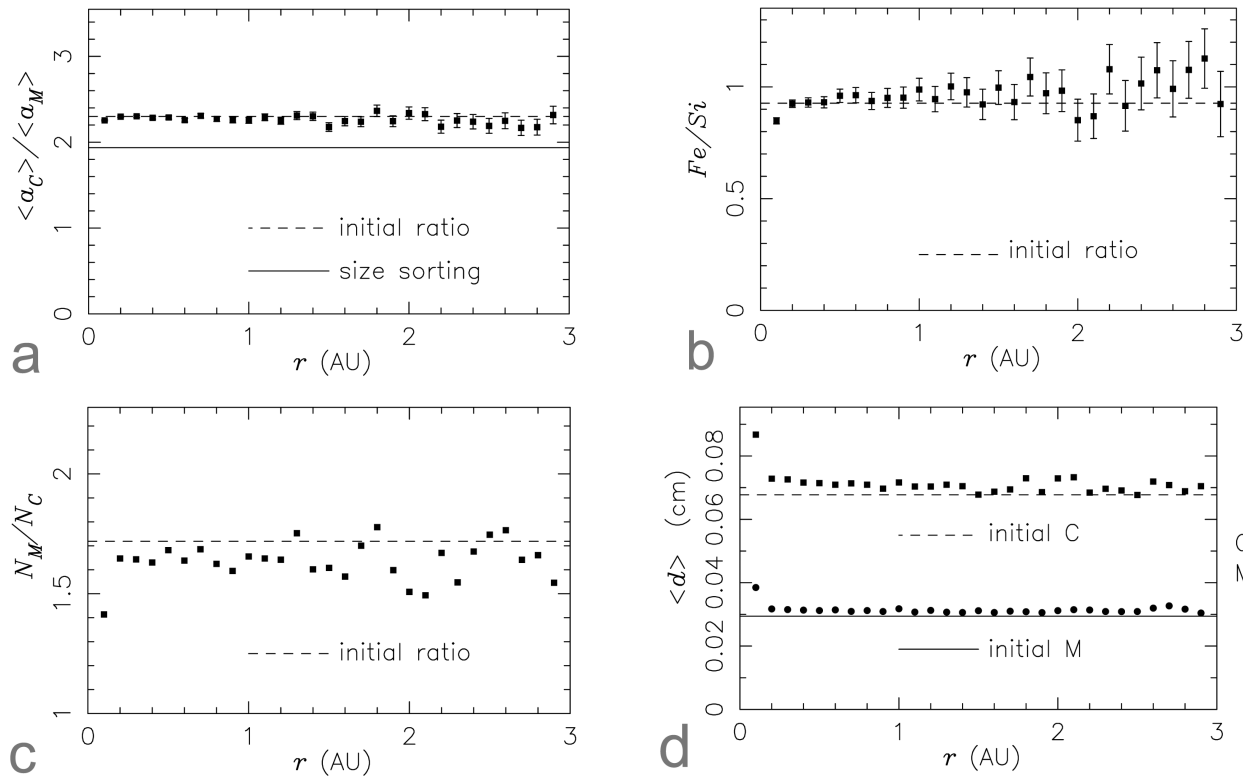 <a_C>/<a_M>
3
2
1
0
initial ratio
size sorting
0 1 2 3
r (AU)
a
Fe/Si
1
0.5
0
initial ratio
0 1 2 3
r (AU)
b
N_M/N_C
2
1.5
1
initial ratio
0 1 2 3
r (AU)
c
<d> (cm)
0.08
0.06
0.04
0.02
0
initial C
initial M
0 1 2 3
r (AU)
d